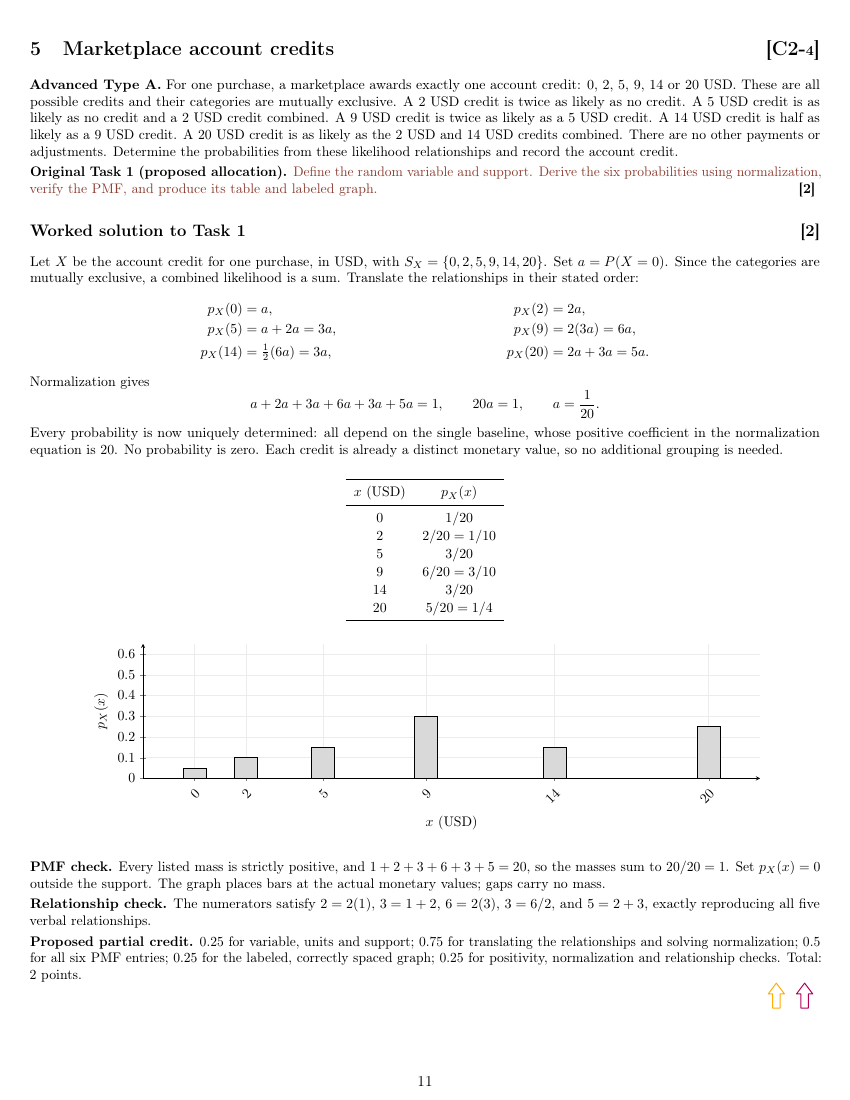 5 Marketplace account credits [C2-4]
Advanced Type A. For one purchase, a marketplace awards exactly one account credit: 0, 2, 5, 9, 14 or 20 USD. These are all
possible credits and their categories are mutually exclusive. A 2 USD credit is twice as likely as no credit. A 5 USD credit is as
likely as no credit and a 2 USD credit combined. A 9 USD credit is twice as likely as a 5 USD credit. A 14 USD credit is half as
likely as a 9 USD credit. A 20 USD credit is as likely as the 2 USD and 14 USD credits combined. There are no other payments or
adjustments. Determine the probabilities from these likelihood relationships and record the account credit.
Original Task 1 (proposed allocation). Define the random variable and support. Derive the six probabilities using normalization,
verify the PMF, and produce its table and labeled graph. [2]
Worked solution to Task 1 [2]
Let X be the account credit for one purchase, in USD, with S_X = {0, 2, 5, 9, 14, 20}. Set a = P(X = 0). Since the categories are
mutually exclusive, a combined likelihood is a sum. Translate the relationships in their stated order:
p_X(0) = a, p_X(2) = 2a,
p_X(5) = a + 2a = 3a, p_X(9) = 2(3a) = 6a,
p_X(14) = 1/2(6a) = 3a, p_X(20) = 2a + 3a = 5a.
Normalization gives
a + 2a + 3a + 6a + 3a + 5a = 1, 20a = 1, a = 1/20.
Every probability is now uniquely determined: all depend on the single baseline, whose positive coefficient in the normalization
equation is 20. No probability is zero. Each credit is already a distinct monetary value, so no additional grouping is needed.
x (USD) p_X(x)
0 1/20
2 2/20 = 1/10
5 3/20
9 6/20 = 3/10
14 3/20
20 5/20 = 1/4
p_X(x)
0.6
0.5
0.4
0.3
0.2
0.1
0
0 2 5 9 14 20
x (USD)
PMF check. Every listed mass is strictly positive, and 1 + 2 + 3 + 6 + 3 + 5 = 20, so the masses sum to 20/20 = 1. Set p_X(x) = 0
outside the support. The graph places bars at the actual monetary values; gaps carry no mass.
Relationship check. The numerators satisfy 2 = 2(1), 3 = 1 + 2, 6 = 2(3), 3 = 6/2, and 5 = 2 + 3, exactly reproducing all five
verbal relationships.
Proposed partial credit. 0.25 for variable, units and support; 0.75 for translating the relationships and solving normalization; 0.5
for all six PMF entries; 0.25 for the labeled, correctly spaced graph; 0.25 for positivity, normalization and relationship checks. Total:
2 points.
11